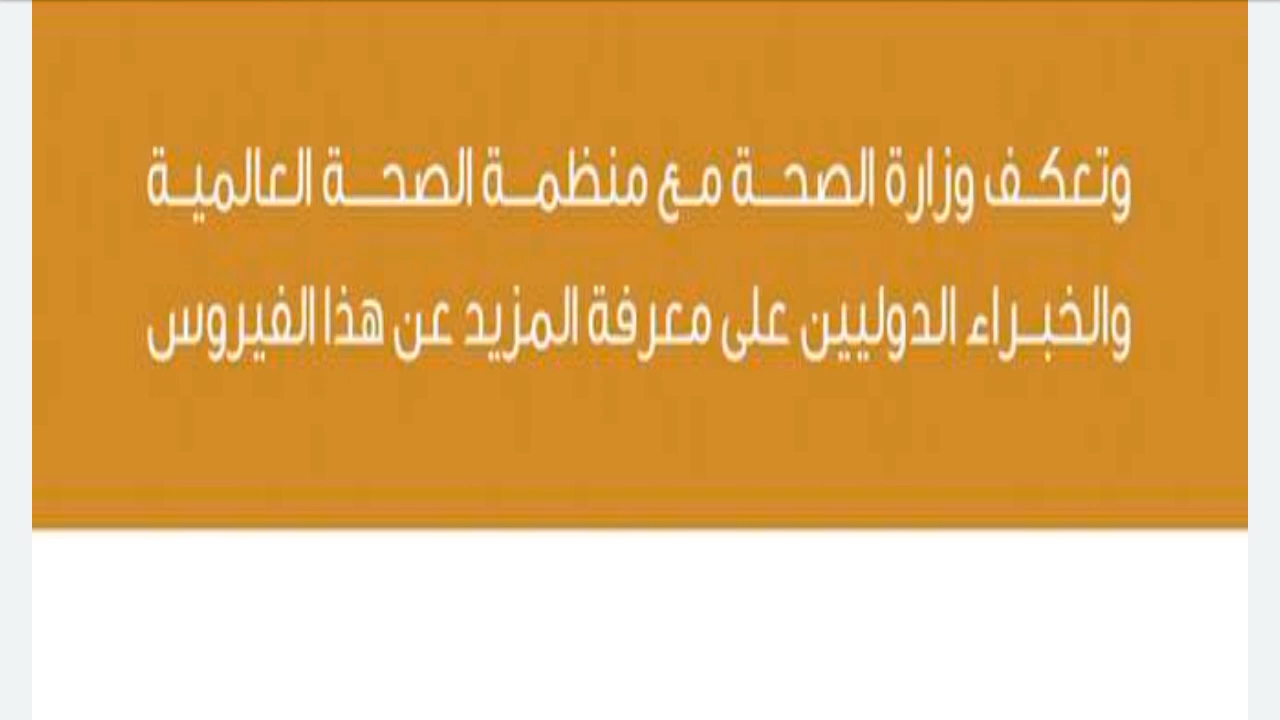 وتعكف وزارة الصحة مع منظمة الصحة العالمية
والخبراء الدوليين على معرفة المزيد عن هذا الفيروس